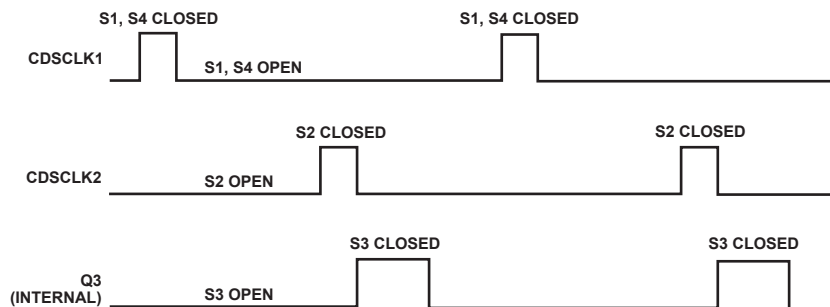 S1, S4 CLOSED
S1, S4 CLOSED
CDSCLK1
S1, S4 OPEN
S2 CLOSED
S2 CLOSED
CDSCLK2
S2 OPEN
S3 CLOSED
S3 CLOSED
Q3
(INTERNAL)
S3 OPEN